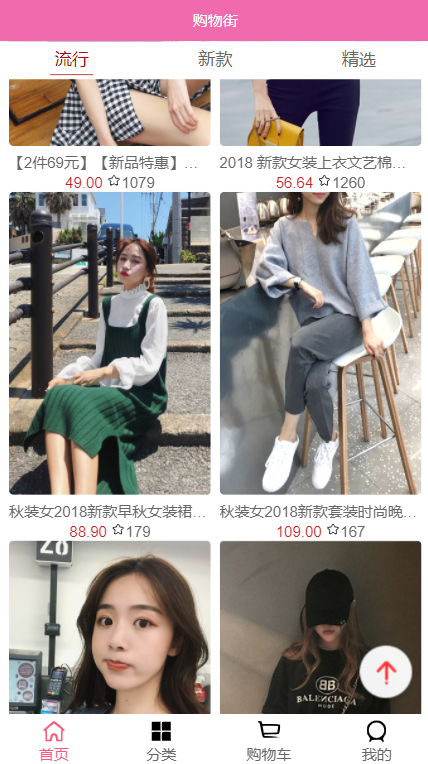 购物街
流行 新款 精选
【2件69元】【新品特惠】...
2018 新款女装上衣文艺棉...
49.00 1079
56.64 1260
秋装女2018新款早秋女装裙...
秋装女2018新款套装时尚晚...
88.90 179
109.00 167
BALENCIAGA
MODE
首页 分类 购物车 我的